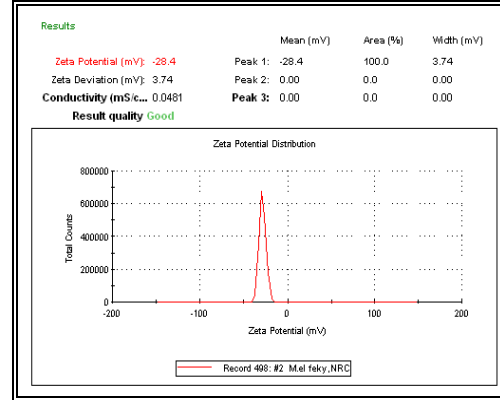 Results
Mean (mV) Area (%) Width (mV)
Zeta Potential (mV): -28.4 Peak 1: -28.4 100.0 3.74
Zeta Deviation (mV): 3.74 Peak 2: 0.00 0.0 0.00
Conductivity (mS/c... 0.0481 Peak 3: 0.00 0.0 0.00
Result quality Good
Zeta Potential Distribution
800000
600000
400000
200000
0
Total Counts
-200 -100 0 100 200
Zeta Potential (mV)
Record 498: #2 M.el feky,NRC